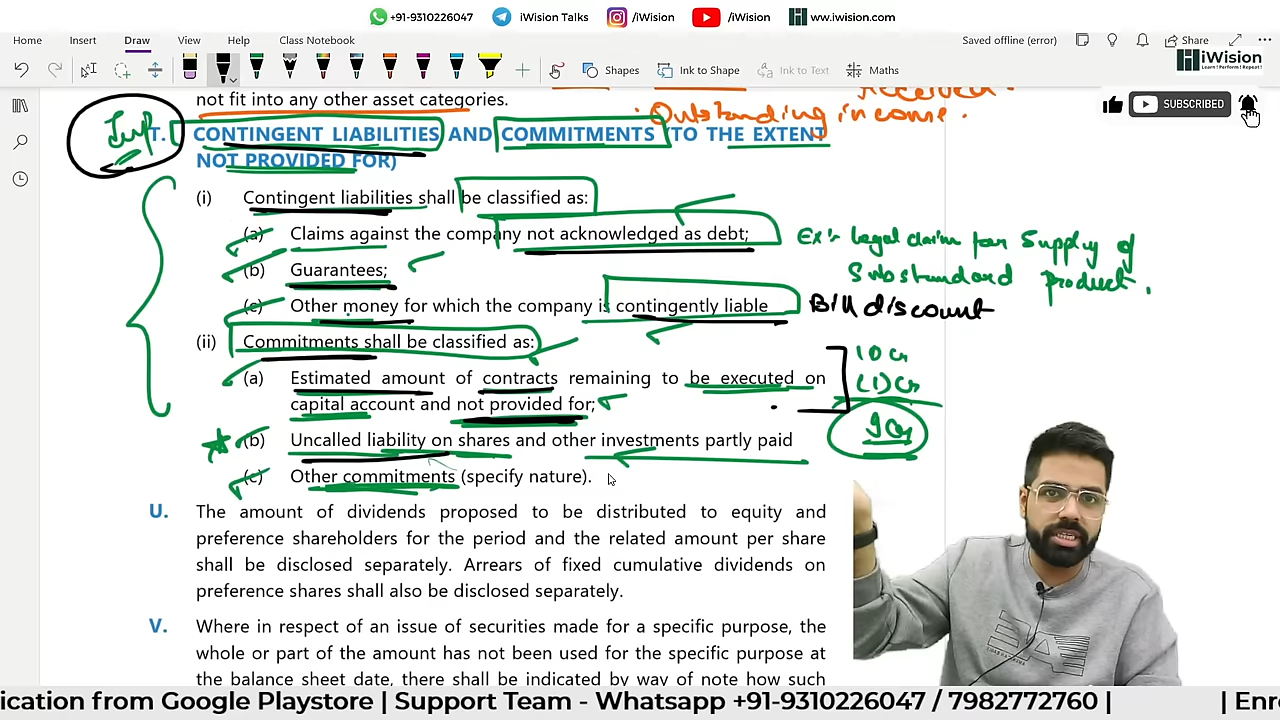 +91-9310226047 iWision Talks /iWision /iWision www.iwision.com
Home Insert Draw View Help Class Notebook Saved offline (error) Share
Shapes Ink to Shape Ink to Text Maths
iWision
Learn ! Perform ! Repeat !
SUBSCRIBED
not fit into any other asset categories. Received.
Outstanding income.
Imp T. CONTINGENT LIABILITIES AND COMMITMENTS (TO THE EXTENT
NOT PROVIDED FOR)
(i) Contingent liabilities shall be classified as:
(a) Claims against the company not acknowledged as debt; Ex:- Legal claim for Supply of
Substandard product.
(b) Guarantees;
(c) Other money for which the company is contingently liable Bill discount
(ii) Commitments shall be classified as:
(a) Estimated amount of contracts remaining to be executed on
capital account and not provided for;
10 Cr
(1) Cr
9 Cr
(b) Uncalled liability on shares and other investments partly paid
(c) Other commitments (specify nature).
U. The amount of dividends proposed to be distributed to equity and
preference shareholders for the period and the related amount per share
shall be disclosed separately. Arrears of fixed cumulative dividends on
preference shares shall also be disclosed separately.
V. Where in respect of an issue of securities made for a specific purpose, the
whole or part of the amount has not been used for the specific purpose at
the balance sheet date, there shall be indicated by way of note how such
ication from Google Playstore | Support Team - Whatsapp +91-9310226047 / 7982772760 | | Enr